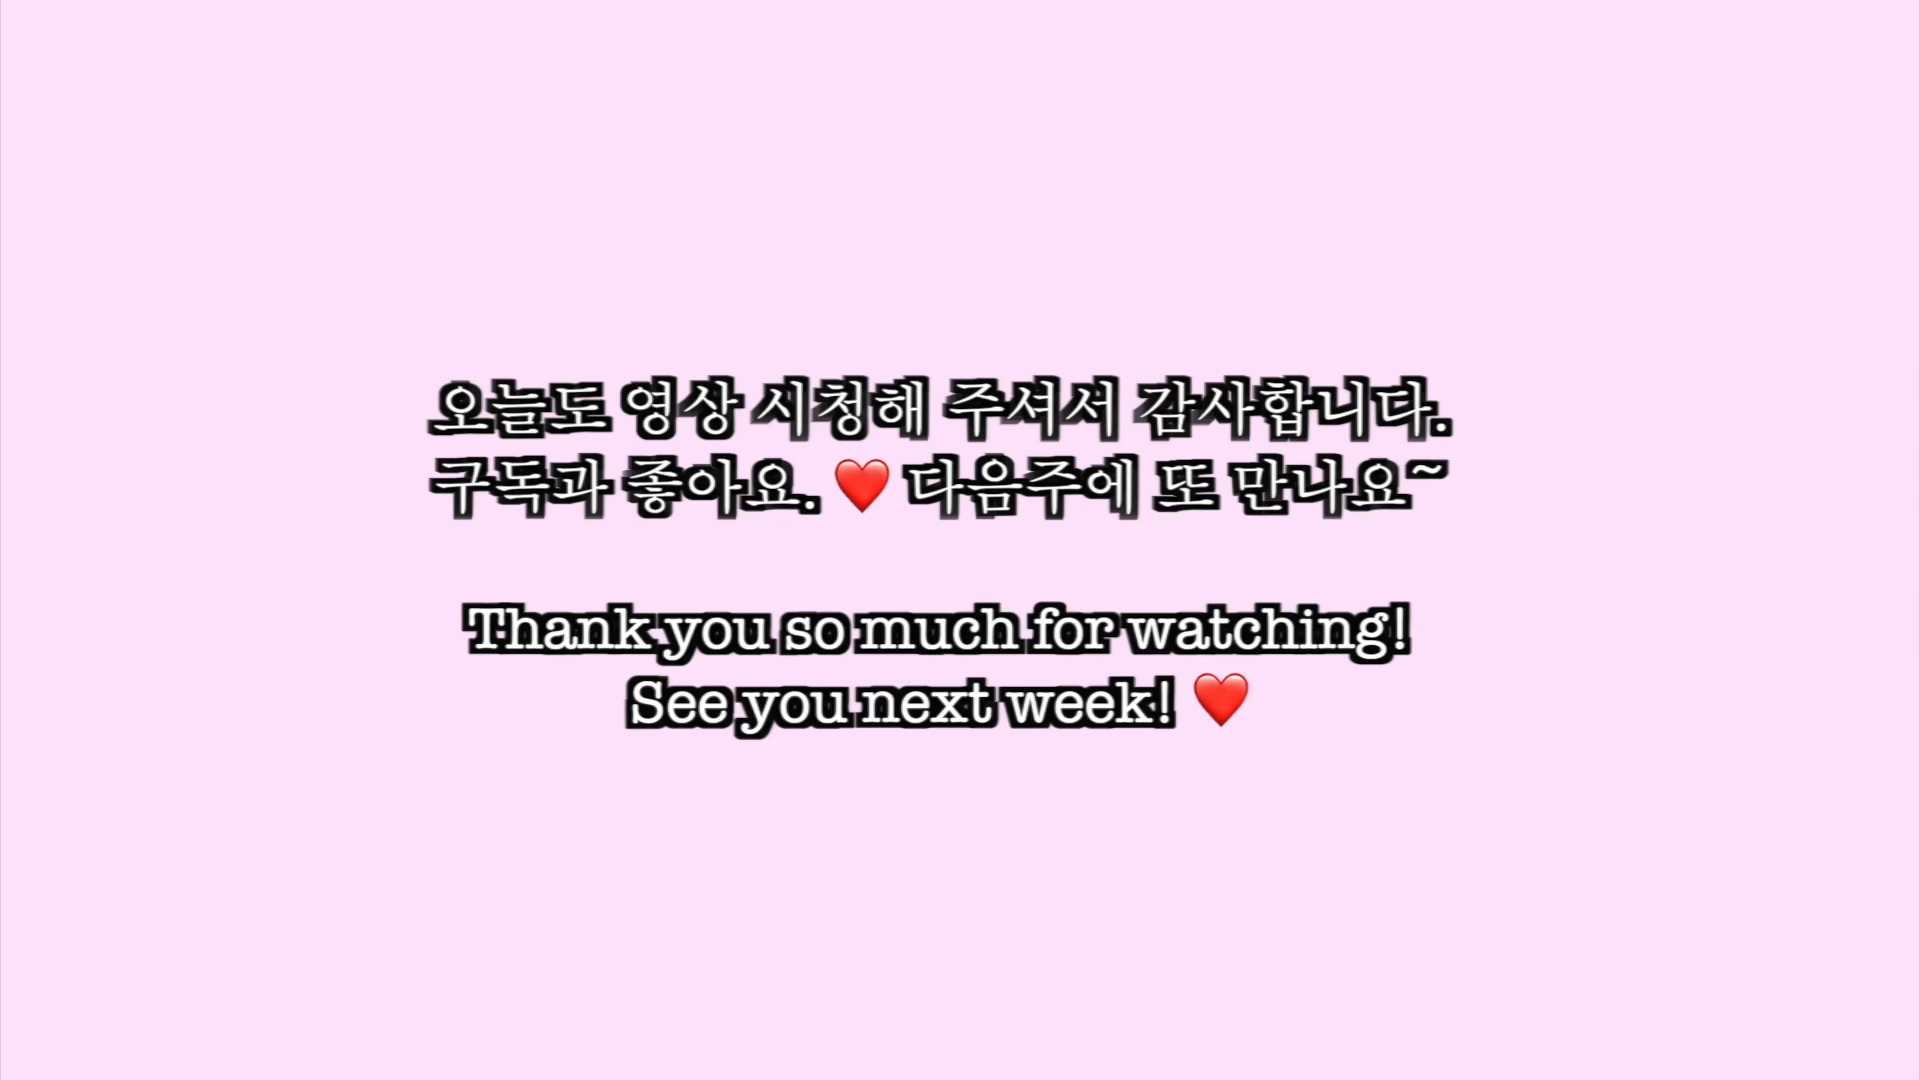 오늘도 영상 시청해 주셔서 감사합니다.
구독과 좋아요. ❤️ 다음주에 또 만나요~
Thank you so much for watching!
See you next week! ❤️